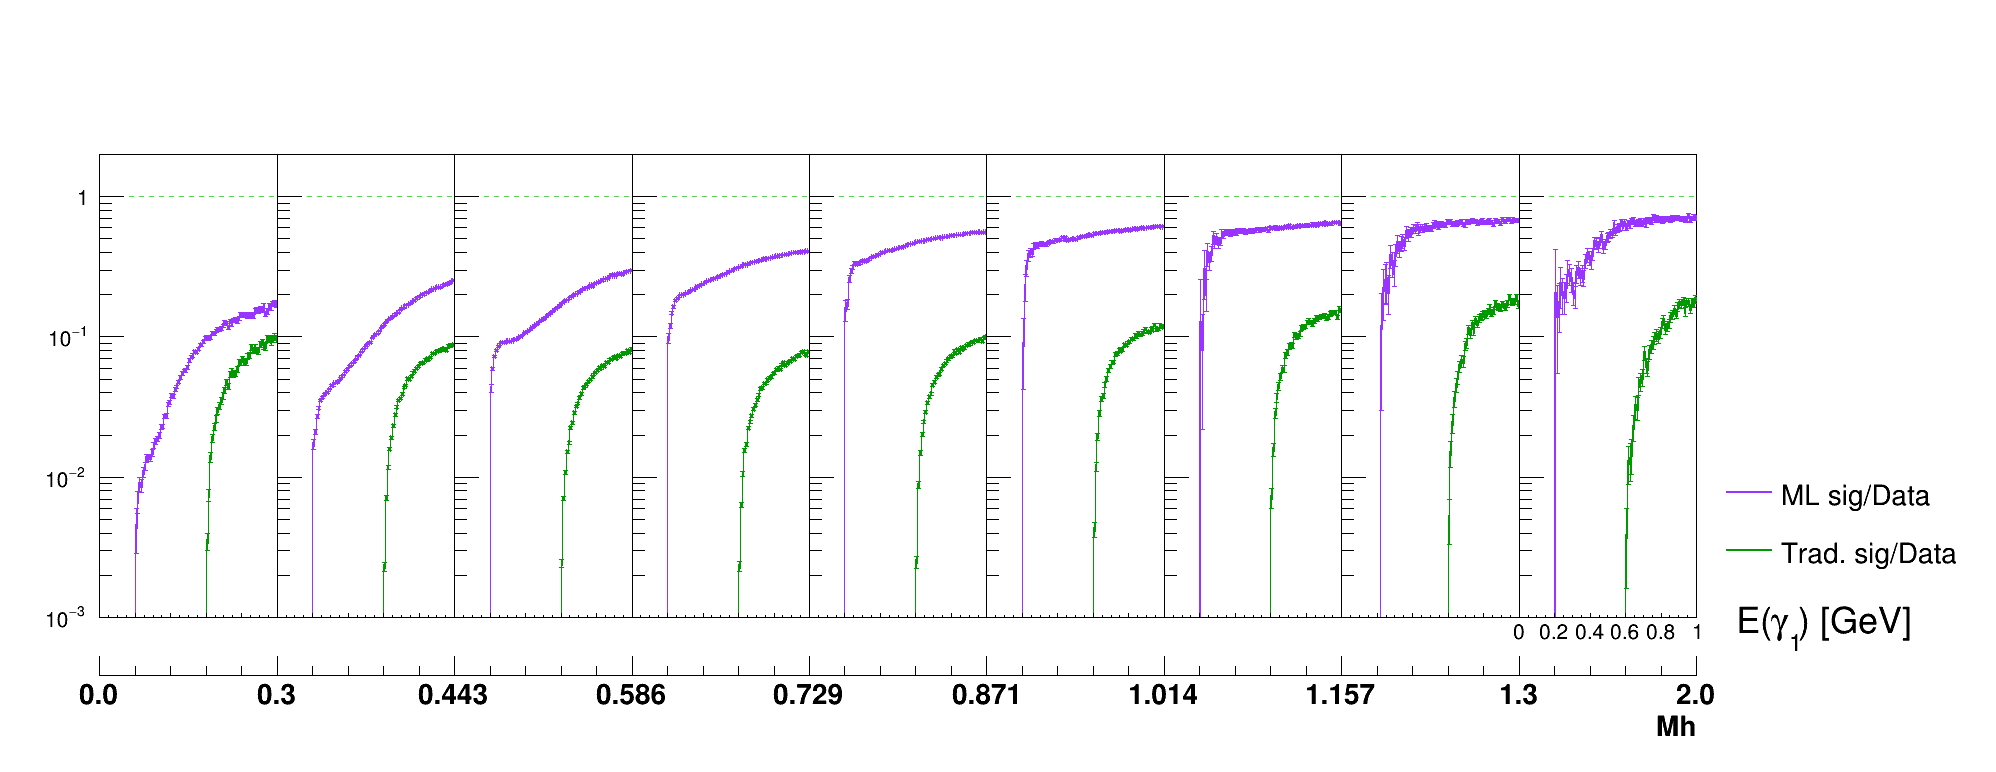 1
10⁻¹
10⁻²
10⁻³
ML sig/Data
Trad. sig/Data
E(γ₁) [GeV]
0 0.2 0.4 0.6 0.8 1
0.0 0.3 0.443 0.586 0.729 0.871 1.014 1.157 1.3 2.0
Mh